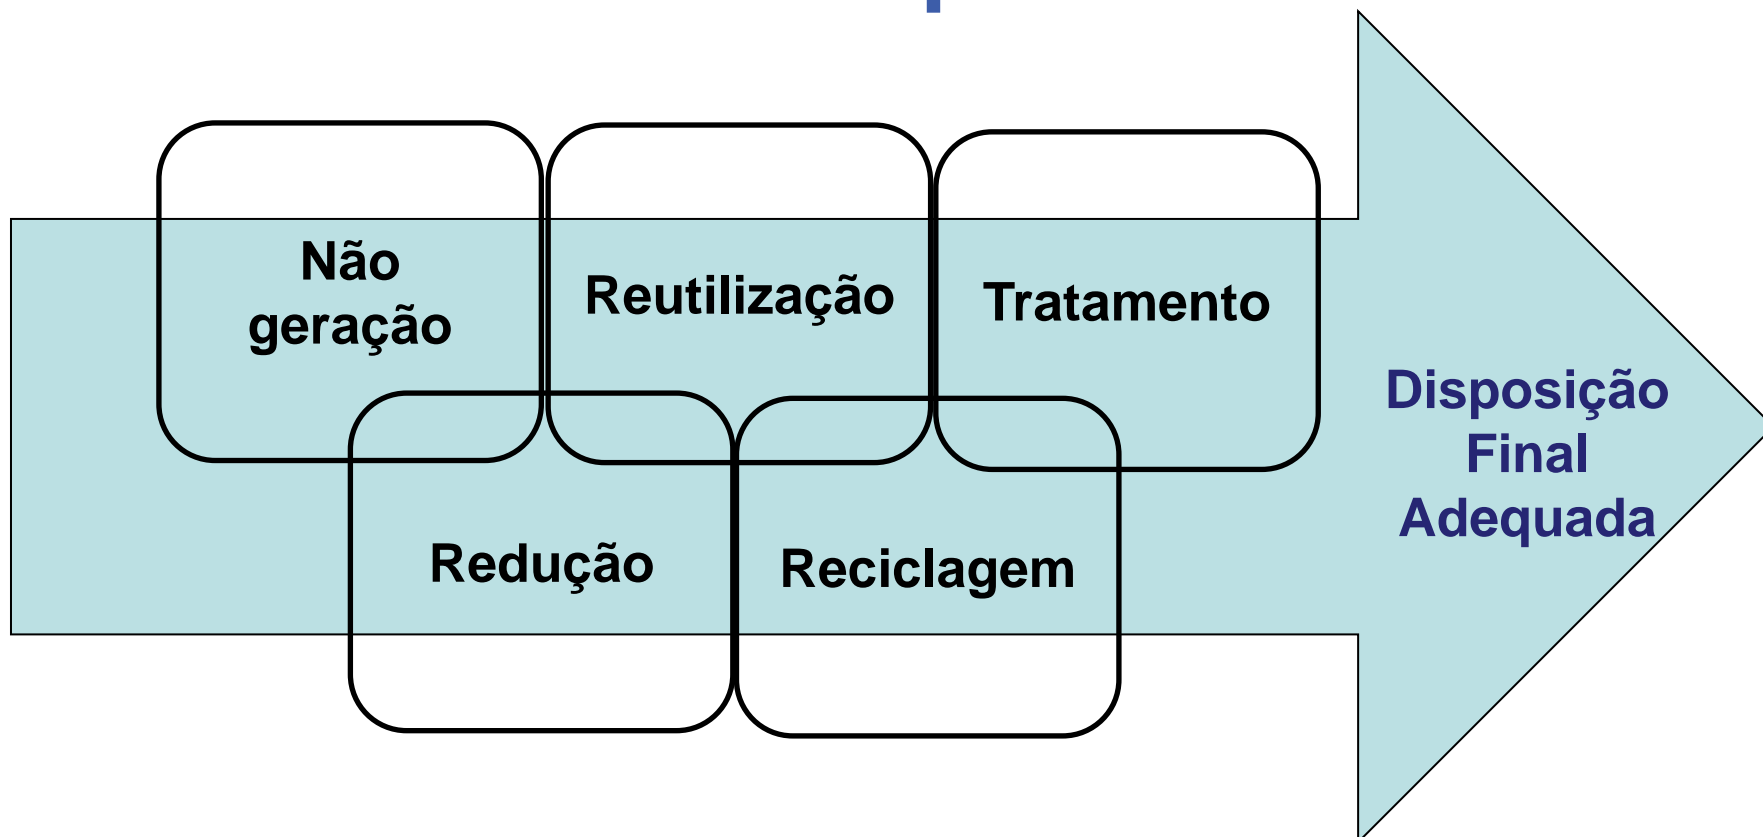 Não
geração
Reutilização
Tratamento
Redução
Reciclagem
Disposição
Final
Adequada